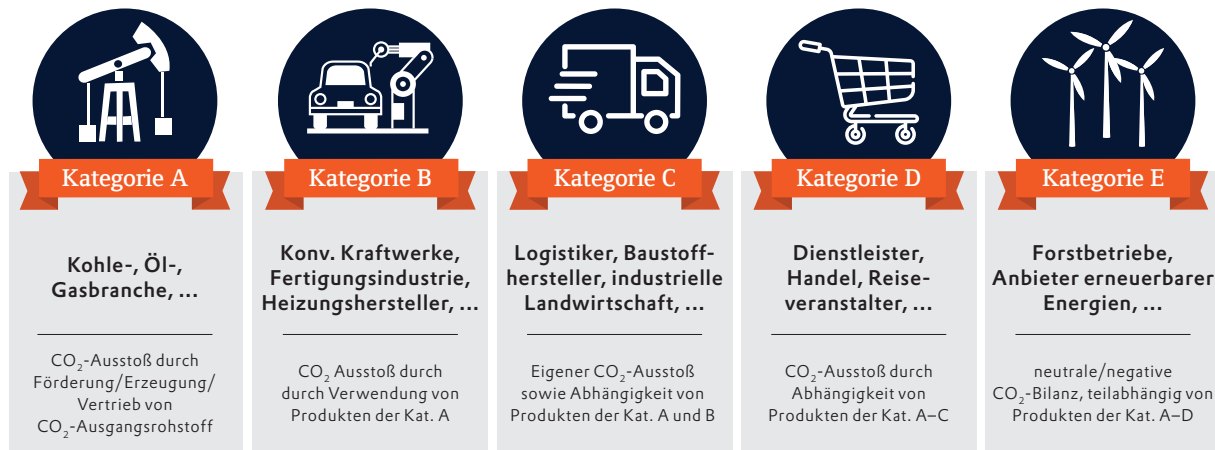 Kategorie A
Kohle-, Öl-,
Gasbranche, ...
CO₂-Ausstoß durch
Förderung/Erzeugung/
Vertrieb von
CO₂-Ausgangsrohstoff
Kategorie B
Konv. Kraftwerke,
Fertigungsindustrie,
Heizungshersteller, ...
CO₂ Ausstoß durch
durch Verwendung von
Produkten der Kat. A
Kategorie C
Logistiker, Baustoff-
hersteller, industrielle
Landwirtschaft, ...
Eigener CO₂-Ausstoß
sowie Abhängigkeit von
Produkten der Kat. A und B
Kategorie D
Dienstleister,
Handel, Reise-
veranstalter, ...
CO₂-Ausstoß durch
Abhängigkeit von
Produkten der Kat. A–C
Kategorie E
Forstbetriebe,
Anbieter erneuerbarer
Energien, ...
neutrale/negative
CO₂-Bilanz, teilabhängig von
Produkten der Kat. A–D